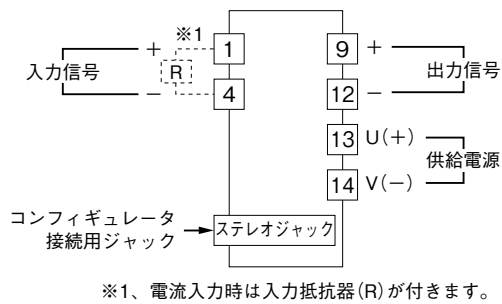 ※1
+
1
R
入力信号
−
4
9
+
出力信号
12
−
13
U(+)
供給電源
14
V(−)
コンフィギュレータ
接続用ジャック
ステレオジャック
※1、電流入力時は入力抵抗器(R)が付きます。